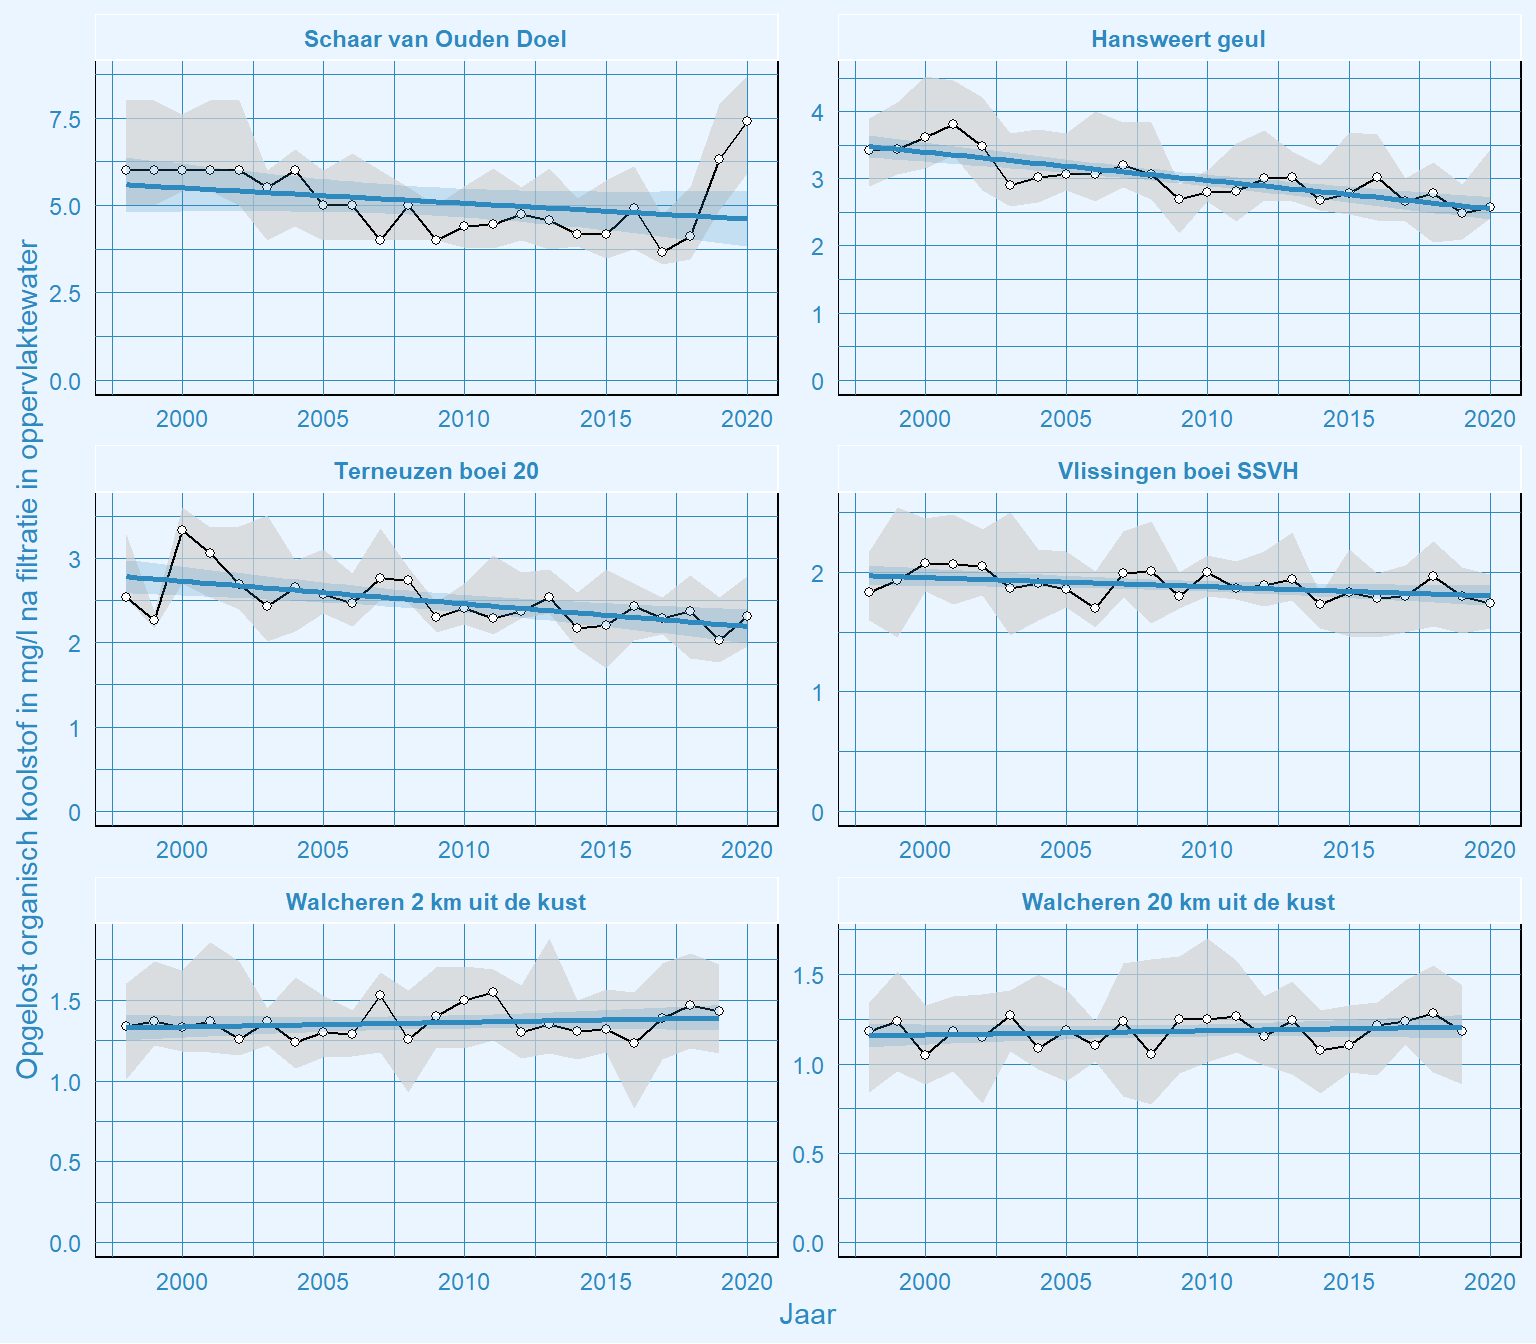 Schaar van Ouden Doel
Hansweert geul
7.5
5.0
2.5
0.0
4
3
2
1
0
2000 2005 2010 2015 2020
2000 2005 2010 2015 2020
Terneuzen boei 20
Vlissingen boei SSVH
3
2
1
0
2
1
0
2000 2005 2010 2015 2020
2000 2005 2010 2015 2020
Walcheren 2 km uit de kust
Walcheren 20 km uit de kust
1.5
1.0
0.5
0.0
1.5
1.0
0.5
0.0
2000 2005 2010 2015 2020
2000 2005 2010 2015 2020
Jaar
Opgelost organisch koolstof in mg/l na filtratie in oppervlaktewater